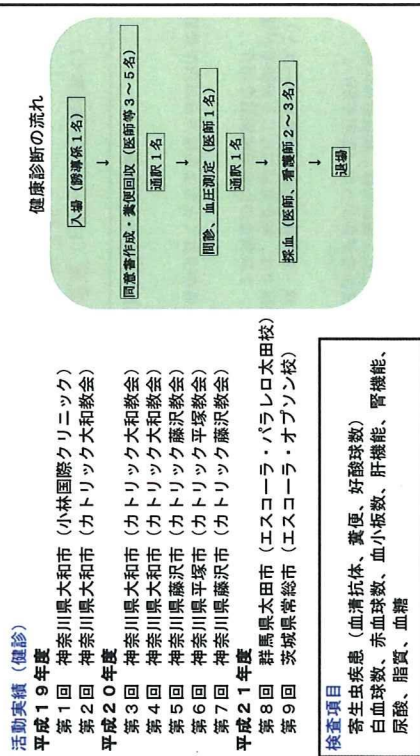 活動実績（健診）
平成１９年度
第１回 神奈川県大和市（小林国際クリニック）
第２回 神奈川県大和市（カトリック大和教会）
平成２０年度
第３回 神奈川県大和市（カトリック大和教会）
第４回 神奈川県大和市（カトリック大和教会）
第５回 神奈川県藤沢市（カトリック藤沢教会）
第６回 神奈川県平塚市（カトリック平塚教会）
第７回 神奈川県藤沢市（カトリック藤沢教会）
平成２１年度
第８回 群馬県太田市（エスコーラ・パラレロ太田校）
第９回 茨城県常総市（エスコーラ・オプソン校）
検査項目
寄生虫疾患（血清抗体、糞便、好酸球数）
白血球数、赤血球数、血小板数、肝機能、腎機能、
尿酸、脂質、血糖
健康診断の流れ
入場（誘導係１名）
↓
同意書作成・糞便回収（医師等３～５名）
通訳１名
↓
問診、血圧測定（医師１名）
通訳１名
↓
採血（医師、看護師２～３名）
↓
退場